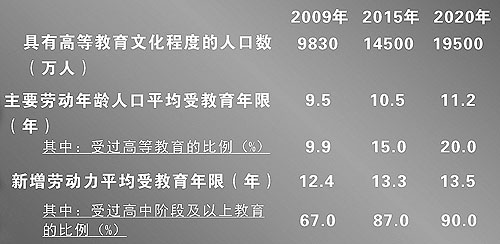 2009年 2015年 2020年
具有高等教育文化程度的人口数 9830 14500 19500
（万人）
主要劳动年龄人口平均受教育年限 9.5 10.5 11.2
（年）
其中：受过高等教育的比例（%） 9.9 15.0 20.0
新增劳动力平均受教育年限（年） 12.4 13.3 13.5
其中：受过高中阶段及以上教育
的比例（%） 67.0 87.0 90.0